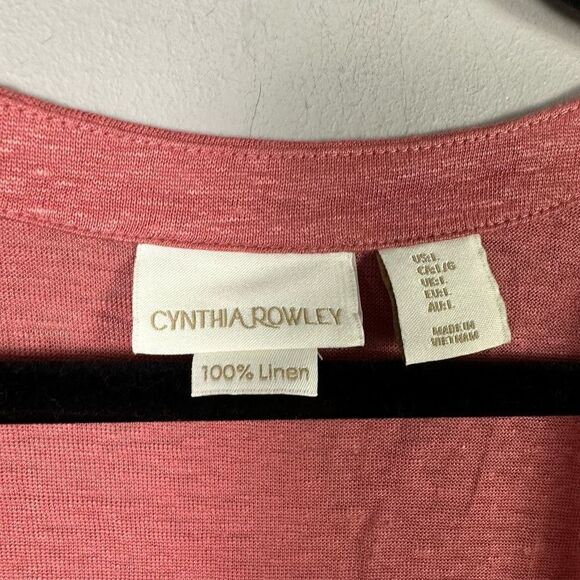 CYNTHIA ROWLEY
100% Linen
US:L
CA:L/G
UK:L
EU:L
AU:L
MADE IN
VIETNAM